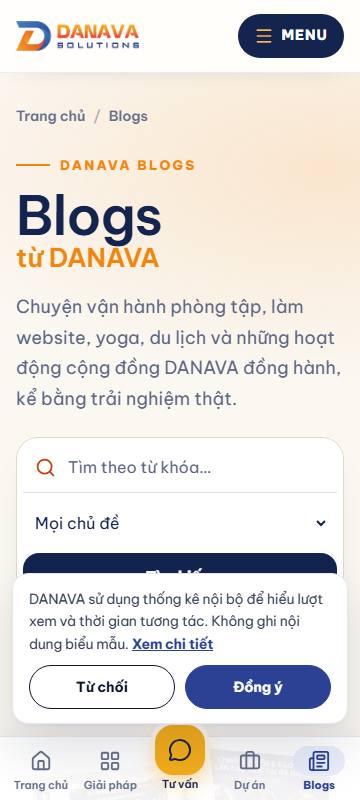 DANAVA
SOLUTIONS
MENU
Trang chủ / Blogs
DANAVA BLOGS
Blogs
từ DANAVA
Chuyện vận hành phòng tập, làm
website, yoga, du lịch và những hoạt
động cộng đồng DANAVA đồng hành,
kể bằng trải nghiệm thật.
Tìm theo từ khóa...
Mọi chủ đề
DANAVA sử dụng thống kê nội bộ để hiểu lượt
xem và thời gian tương tác. Không ghi nội
dung biểu mẫu. Xem chi tiết
Từ chối
Đồng ý
Trang chủ
Giải pháp
Tư vấn
Dự án
Blogs